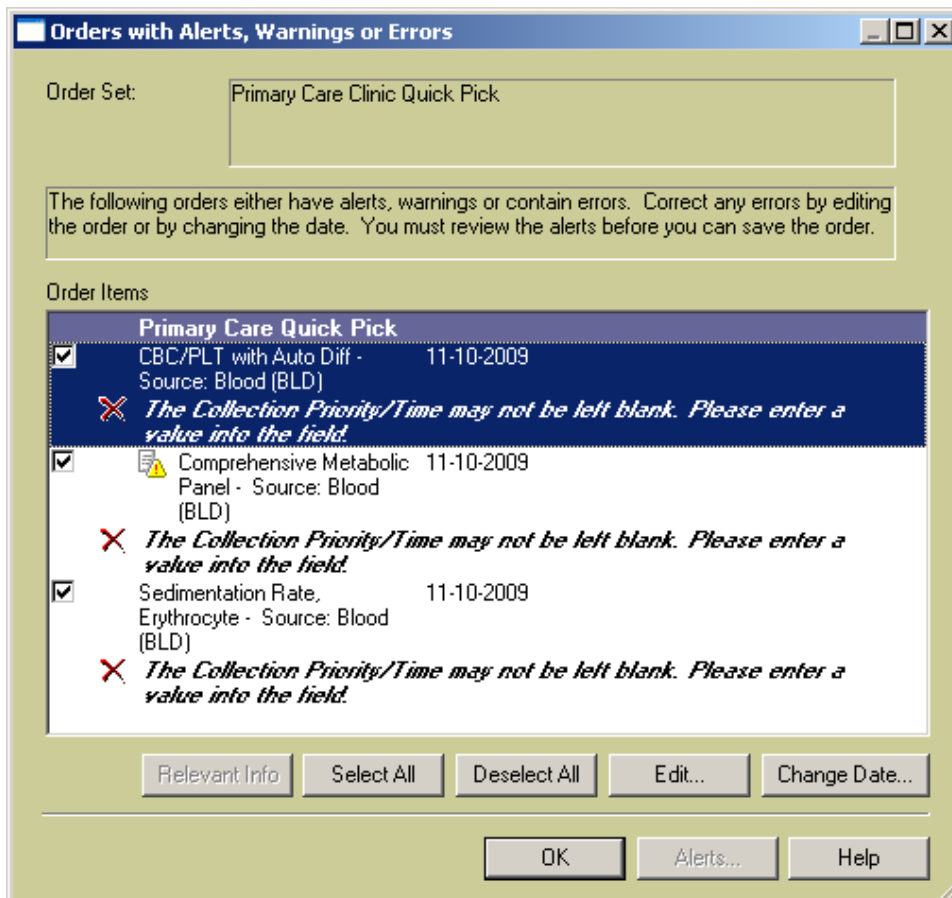 Orders with Alerts, Warnings or Errors
Order Set:
Primary Care Clinic Quick Pick
The following orders either have alerts, warnings or contain errors.  Correct any errors by editing
the order or by changing the date.  You must review the alerts before you can save the order.
Order Items
Primary Care Quick Pick
CBC/PLT with Auto Diff - 11-10-2009
Source: Blood (BLD)
The Collection Priority/Time may not be left blank. Please enter a
value into the field.
Comprehensive Metabolic 11-10-2009
Panel - Source: Blood
(BLD)
The Collection Priority/Time may not be left blank. Please enter a
value into the field.
Sedimentation Rate, 11-10-2009
Erythrocyte - Source: Blood
(BLD)
The Collection Priority/Time may not be left blank. Please enter a
value into the field.
Relevant Info Select All Deselect All Edit... Change Date...
OK Alerts... Help